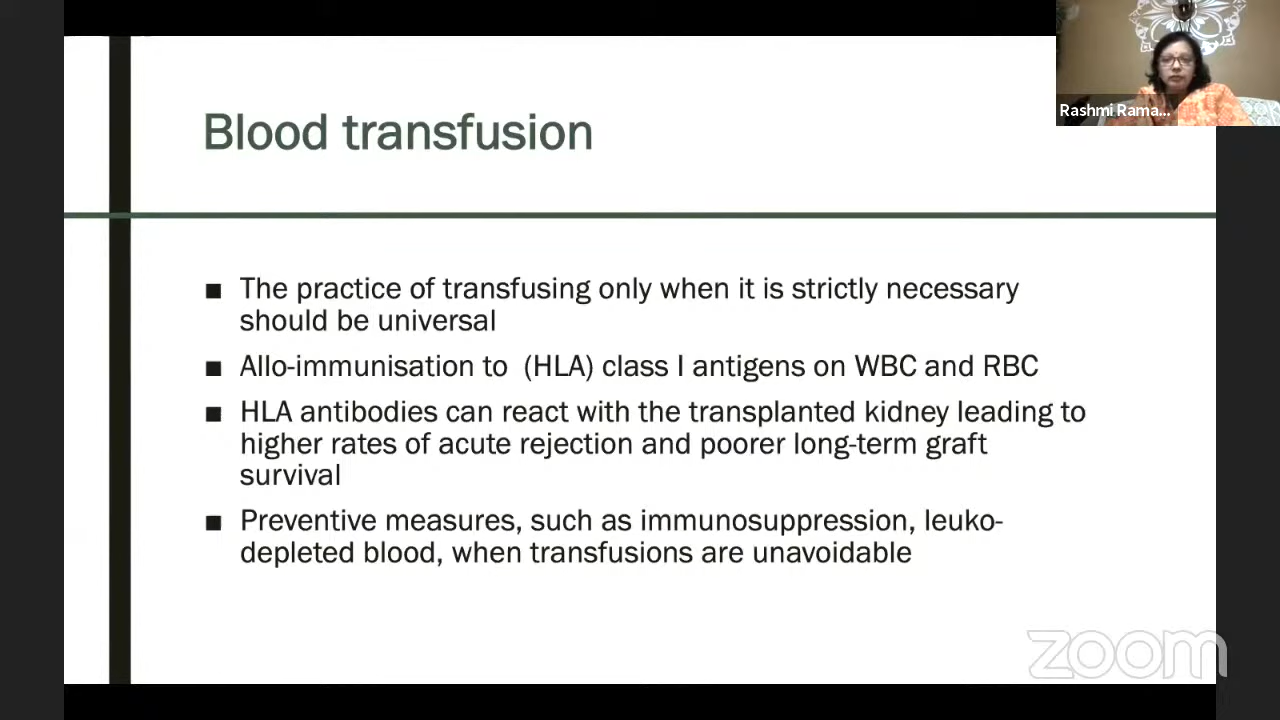 Rashmi Rama...
Blood transfusion
■ The practice of transfusing only when it is strictly necessary
should be universal
■ Allo-immunisation to (HLA) class I antigens on WBC and RBC
■ HLA antibodies can react with the transplanted kidney leading to
higher rates of acute rejection and poorer long-term graft
survival
■ Preventive measures, such as immunosuppression, leuko-
depleted blood, when transfusions are unavoidable
zoom